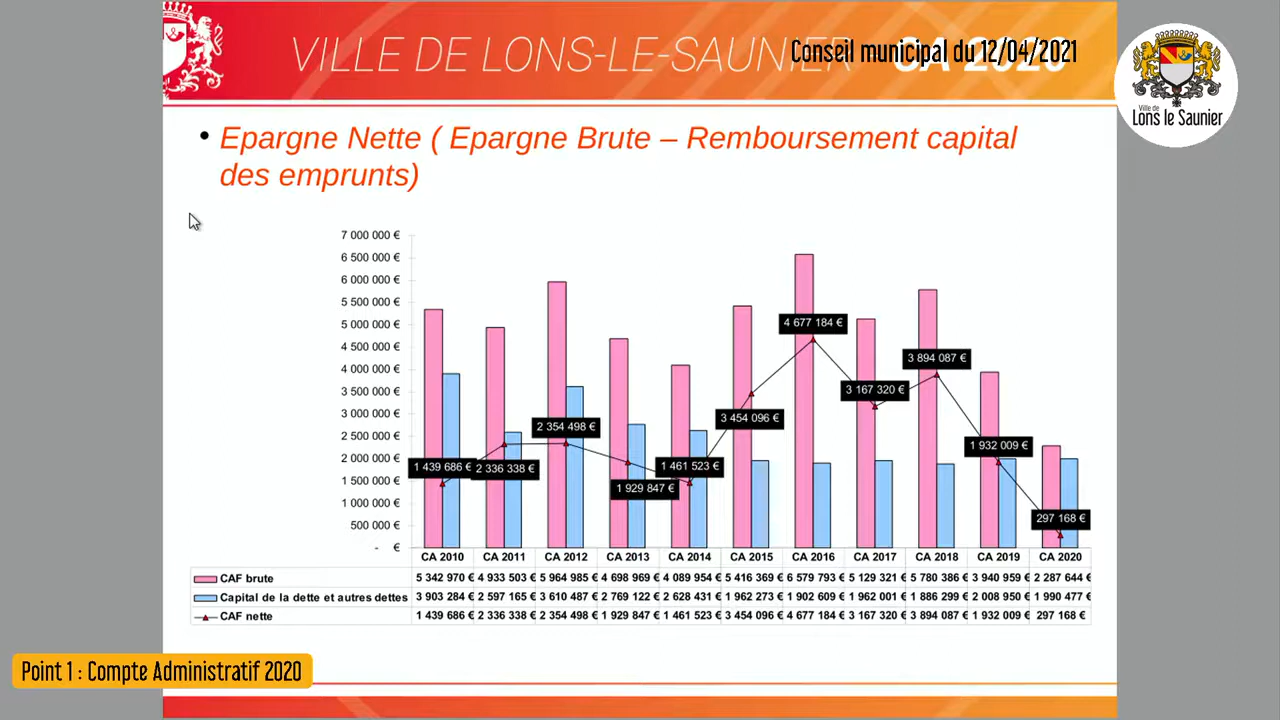 VILLE DE LONS-LE-SAUNIER CA 2020
Conseil municipal du 12/04/2021
Ville de
Lons le Saunier
• Epargne Nette ( Epargne Brute – Remboursement capital
des emprunts)
7 000 000 €
6 500 000 €
6 000 000 €
5 500 000 €
5 000 000 €
4 500 000 €
4 000 000 €
3 500 000 €
3 000 000 €
2 500 000 €
2 000 000 €
1 500 000 €
1 000 000 €
500 000 €
- €
1 439 686 €
2 336 338 €
2 354 498 €
1 929 847 €
1 461 523 €
3 454 096 €
4 677 184 €
3 167 320 €
3 894 087 €
1 932 009 €
297 168 €
CA 2010 CA 2011 CA 2012 CA 2013 CA 2014 CA 2015 CA 2016 CA 2017 CA 2018 CA 2019 CA 2020
CAF brute 5 342 970 € 4 933 503 € 5 964 985 € 4 698 969 € 4 089 954 € 5 416 369 € 6 579 793 € 5 129 321 € 5 780 386 € 3 940 959 € 2 287 644 €
Capital de la dette et autres dettes 3 903 284 € 2 597 165 € 3 610 487 € 2 769 122 € 2 628 431 € 1 962 273 € 1 902 609 € 1 962 001 € 1 886 299 € 2 008 950 € 1 990 477 €
CAF nette 1 439 686 € 2 336 338 € 2 354 498 € 1 929 847 € 1 461 523 € 3 454 096 € 4 677 184 € 3 167 320 € 3 894 087 € 1 932 009 € 297 168 €
Point 1 : Compte Administratif 2020